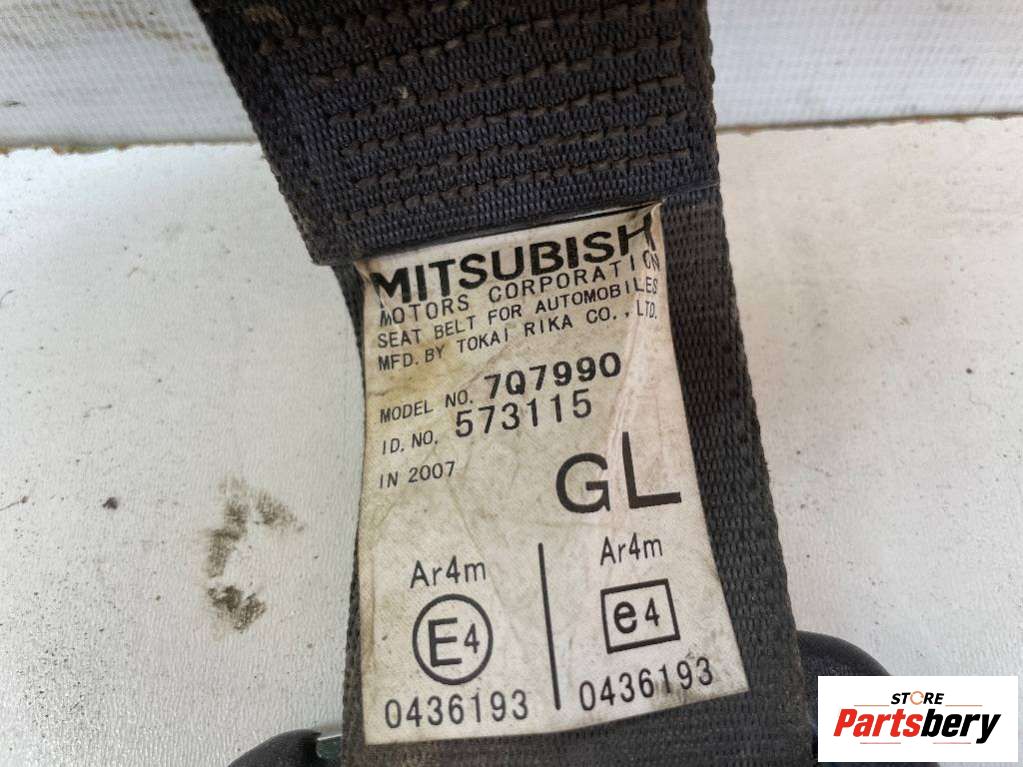 MITSUBISHI
MOTORS CORPORATION
SEAT BELT FOR AUTOMOBILES
MFD. BY TOKAI RIKA CO., LTD.
MODEL NO. 7Q7990
ID. NO. 573115
IN 2007
GL
Ar4m Ar4m
E4 e4
0436193 0436193
STORE
Partsbery